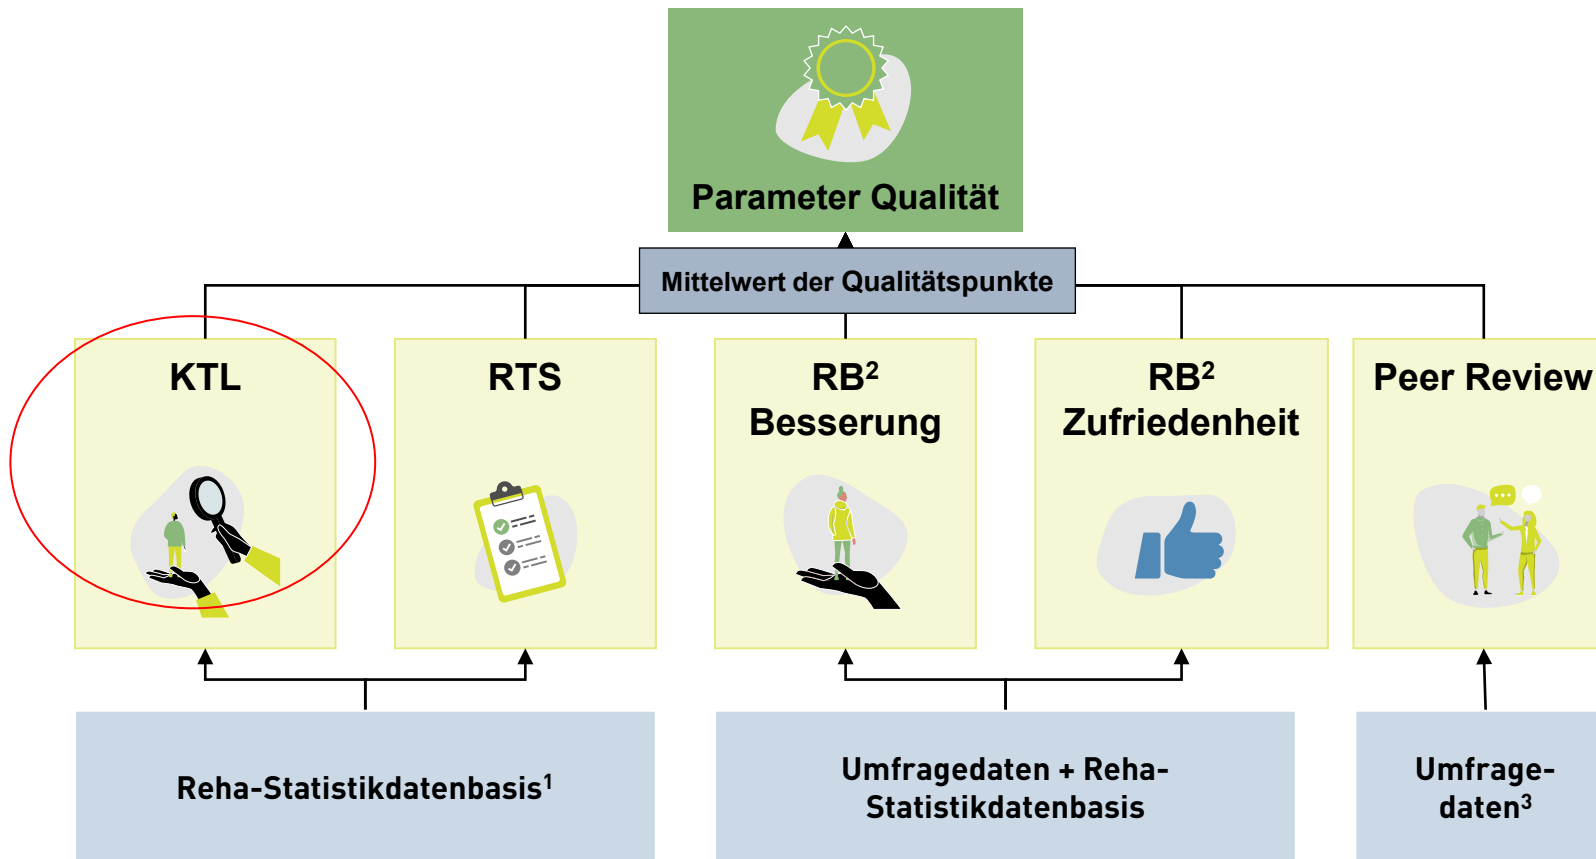 Parameter Qualität
Mittelwert der Qualitätspunkte
KTL
RTS
RB²
Besserung
RB²
Zufriedenheit
Peer Review
Reha-Statistikdatenbasis¹
Umfragedaten + Reha-
Statistikdatenbasis
Umfrage-
daten³